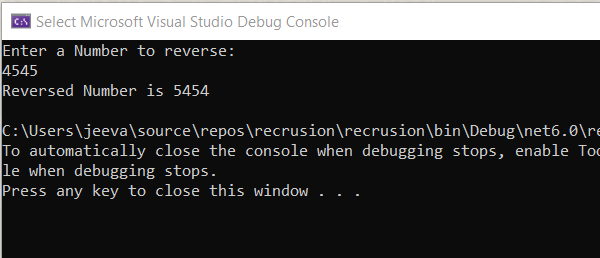 C:\ Select Microsoft Visual Studio Debug Console
Enter a Number to reverse:
4545
Reversed Number is 5454
C:\Users\jeeva\source\repos\recrusion\recrusion\bin\Debug\net6.0\re
To automatically close the console when debugging stops, enable Too
le when debugging stops.
Press any key to close this window . . .